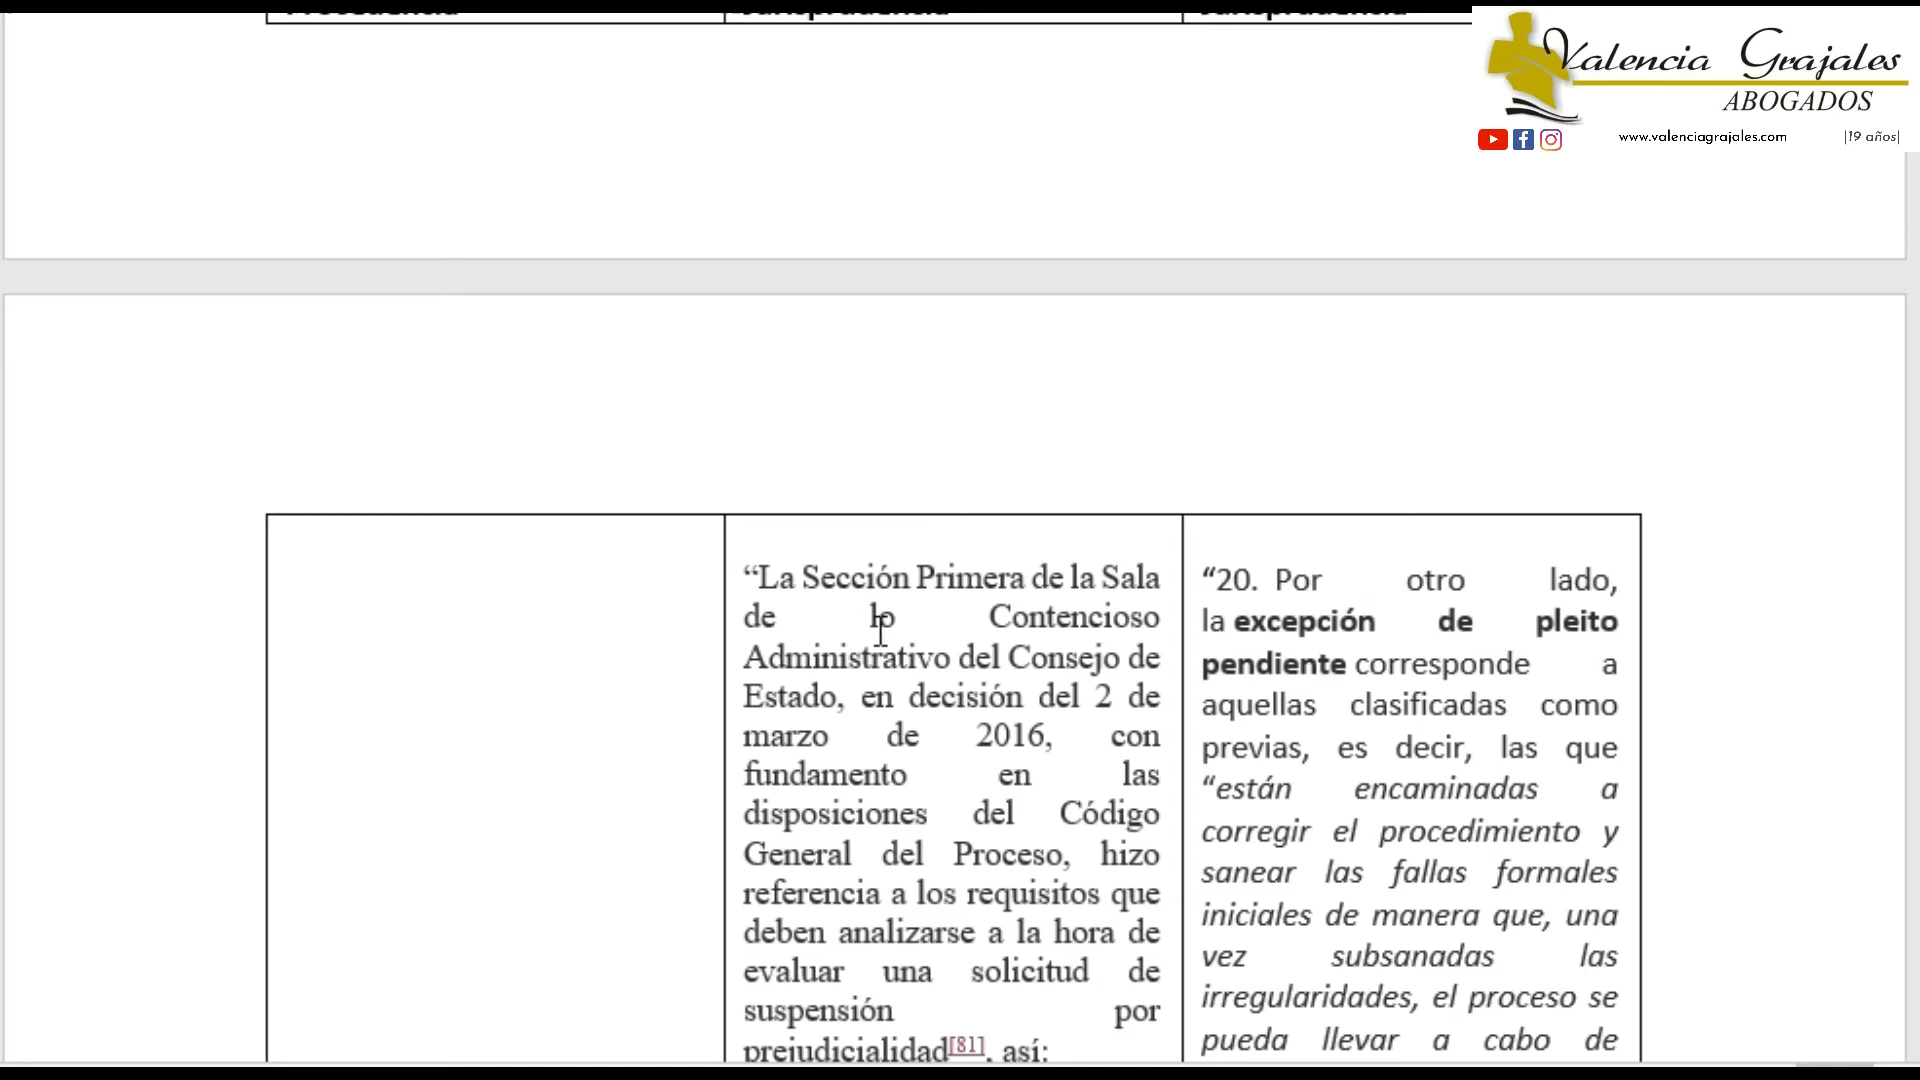 Valencia Grajales
ABOGADOS
www.valenciagrajales.com |19 años|
“La Sección Primera de la Sala
de lo Contencioso
Administrativo del Consejo de
Estado, en decisión del 2 de
marzo de 2016, con
fundamento en las
disposiciones del Código
General del Proceso, hizo
referencia a los requisitos que
deben analizarse a la hora de
evaluar una solicitud de
suspensión por
prejudicialidad[81], así:
“20. Por otro lado,
la excepción de pleito
pendiente corresponde a
aquellas clasificadas como
previas, es decir, las que
“están encaminadas a
corregir el procedimiento y
sanear las fallas formales
iniciales de manera que, una
vez subsanadas las
irregularidades, el proceso se
pueda llevar a cabo de